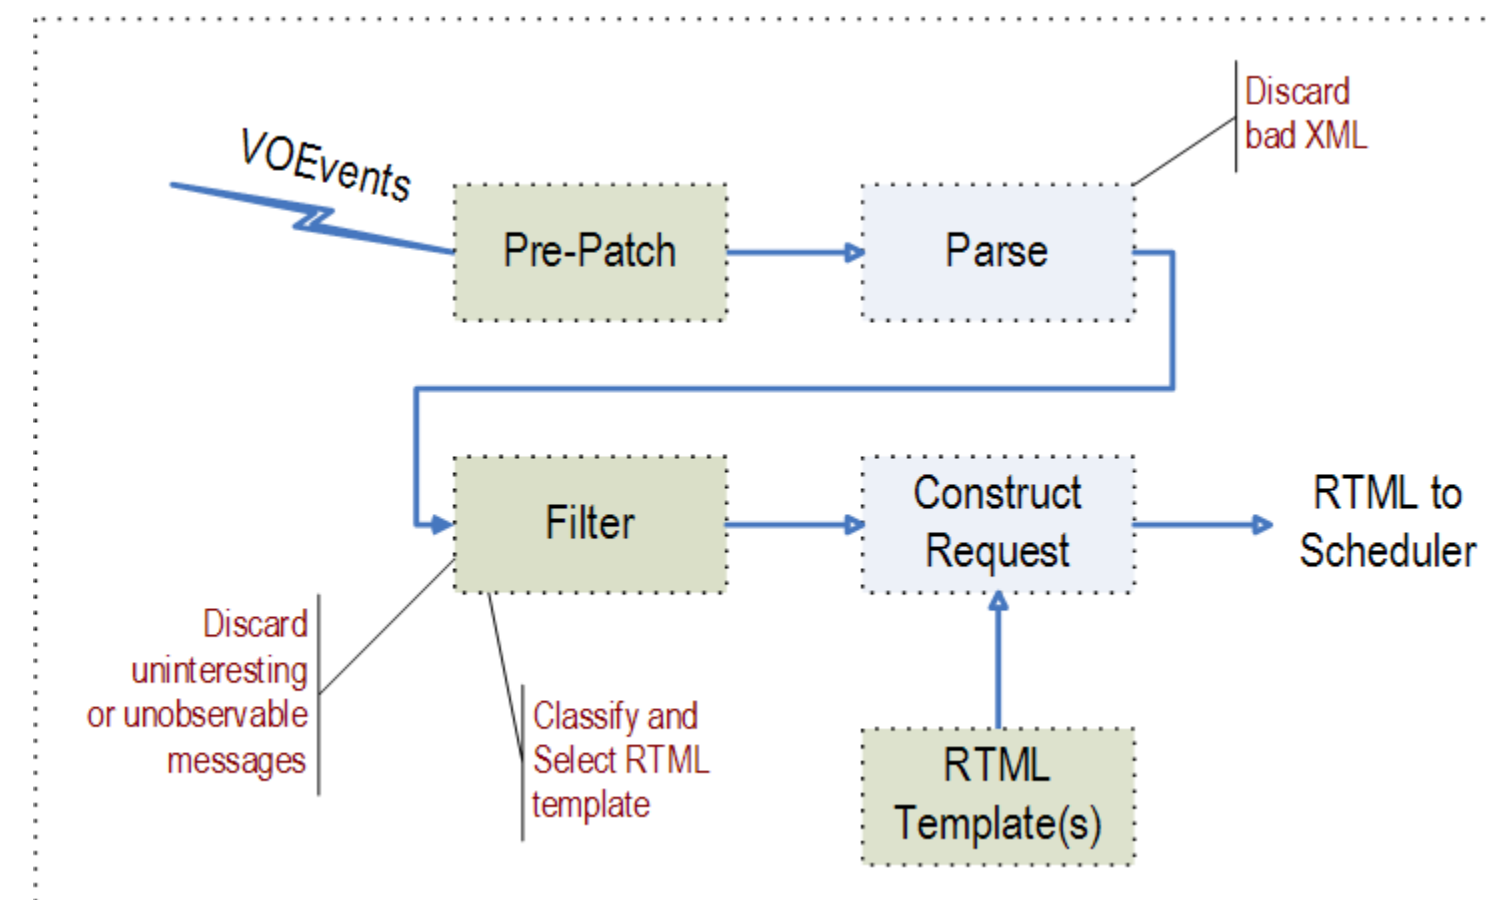 VOEvents
Pre-Patch
Parse
Discard
bad XML
Filter
Construct
Request
RTML to
Scheduler
Discard
uninteresting
or unobservable
messages
Classify and
Select RTML
template
RTML
Template(s)